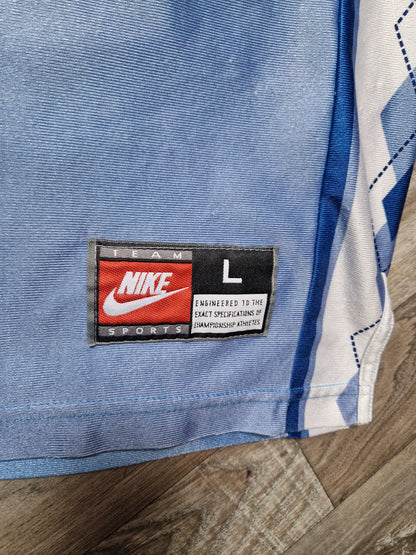 TEAM
NIKE
SPORTS
L
ENGINEERED TO THE
EXACT SPECIFICATIONS OF
CHAMPIONSHIP ATHLETES.